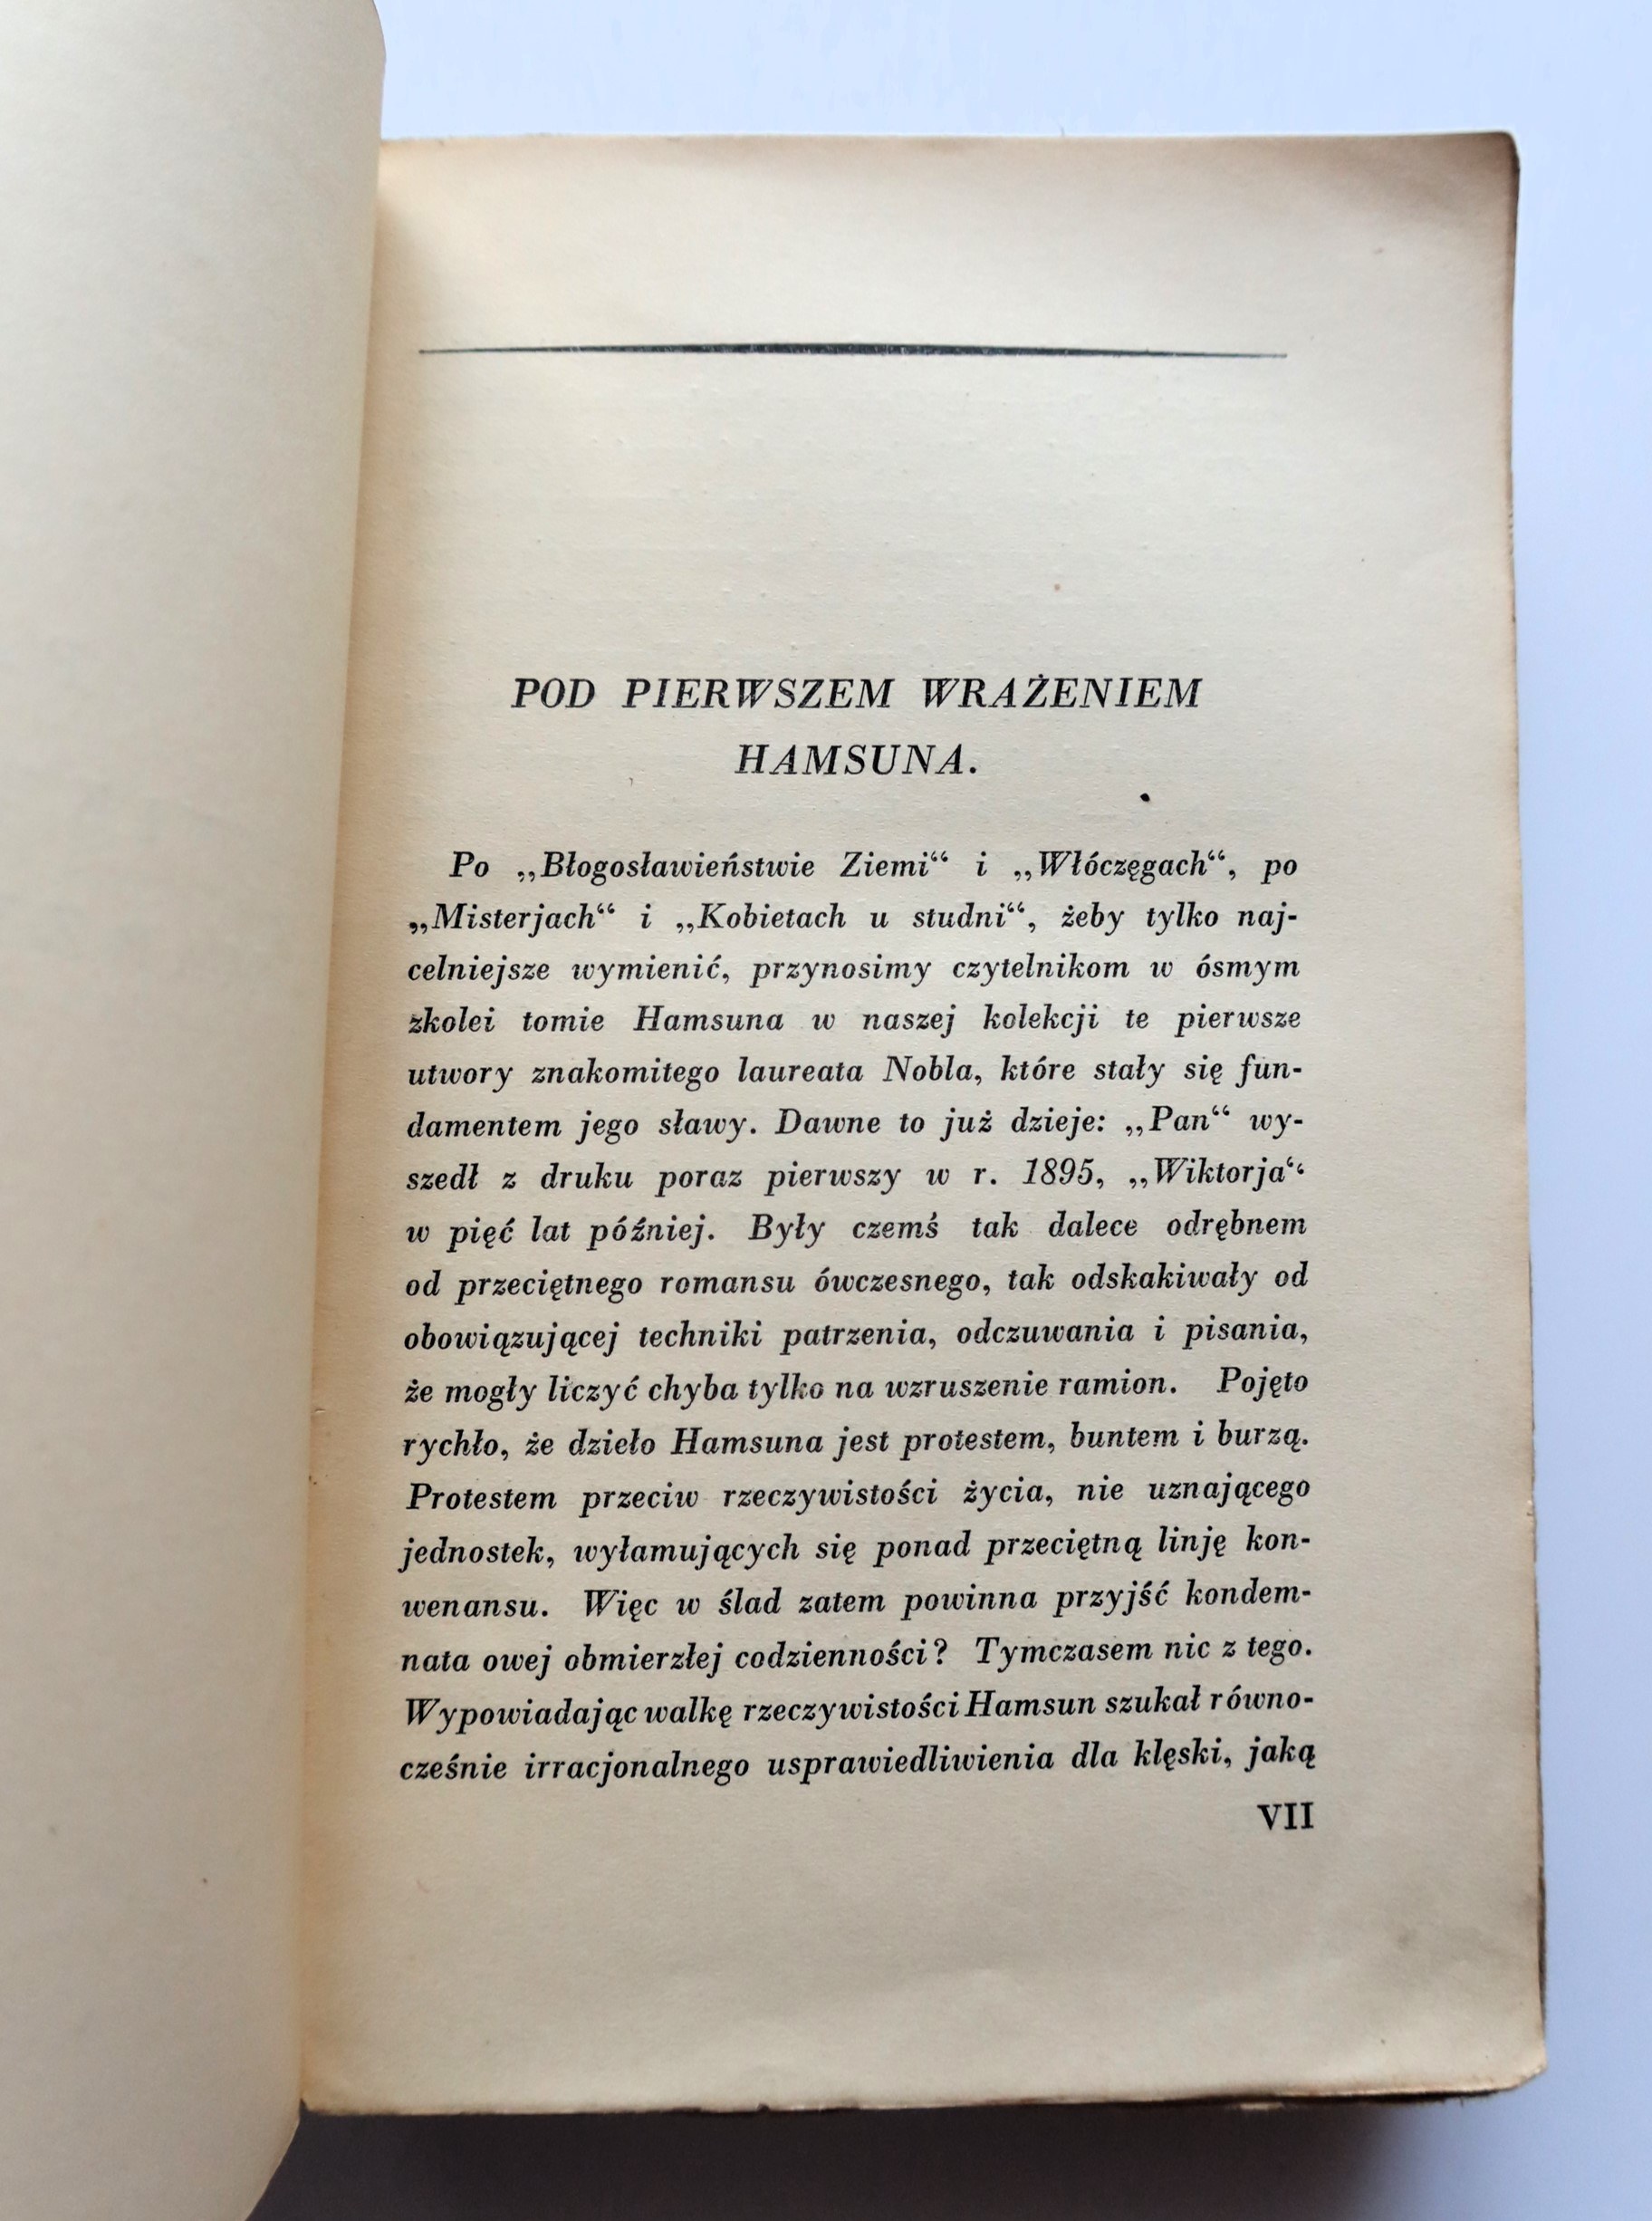 POD PIERWSZEM WRAŻENIEM
HAMSUNA.
Po „Błogosławieństwie Ziemi“ i „Włóczęgach“, po
„Misterjach“ i „Kobietach u studni“, żeby tylko naj-
celniejsze wymienić, przynosimy czytelnikom w ósmym
zkolei tomie Hamsuna w naszej kolekcji te pierwsze
utwory znakomitego laureata Nobla, które stały się fun-
damentem jego sławy. Dawne to już dzieje: „Pan“ wy-
szedł z druku poraz pierwszy w r. 1895, „Wiktorja“
w pięć lat później. Były czemś tak dalece odrębnem
od przeciętnego romansu ówczesnego, tak odskakiwały od
obowiązującej techniki patrzenia, odczuwania i pisania,
że mogły liczyć chyba tylko na wzruszenie ramion. Pojęto
rychło, że dzieło Hamsuna jest protestem, buntem i burzą.
Protestem przeciw rzeczywistości życia, nie uznającego
jednostek, wyłamujących się ponad przeciętną linję kon-
wenansu. Więc w ślad zatem powinna przyjść kondem-
nata owej obmierzłej codzienności? Tymczasem nic z tego.
Wypowiadając walkę rzeczywistości Hamsun szukał równo-
cześnie irracjonalnego usprawiedliwienia dla klęski, jaką
VII